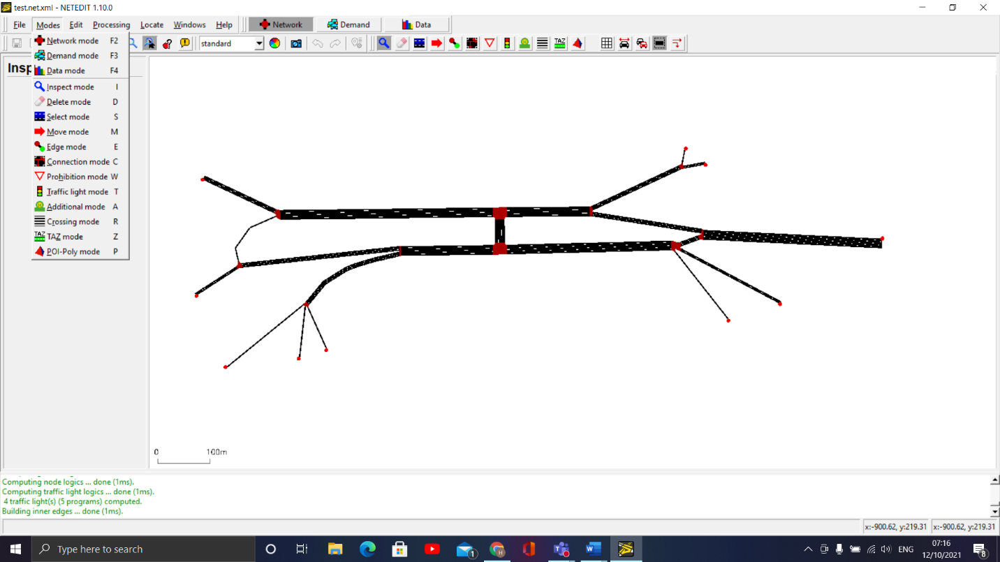 test.net.xml - NETEDIT 1.10.0
File Modes Edit Processing Locate Windows Help Network Demand Data
standard
TAZ
Insp
Network mode F2
Demand mode F3
Data mode F4
Inspect mode I
Delete mode D
Select mode S
Move mode M
Edge mode E
Connection mode C
Prohibition mode W
Traffic light mode T
Additional mode A
Crossing mode R
TAZ TAZ mode Z
POI-Poly mode P
0 100m
Computing node logics ... done (1ms).
Computing traffic light logics ... done (1ms).
4 traffic light(s) (5 programs) computed.
Building inner edges ... done (1ms).
x:-900.62, y:219.31 x:-900.62, y:219.31
Type here to search
1
H
W
ENG
07:16
12/10/2021
8